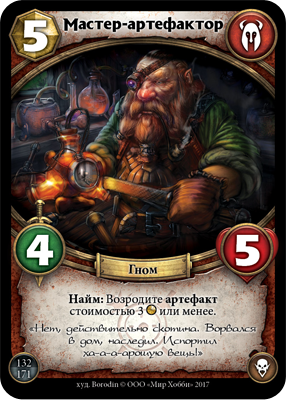 5
Мастер-артефактор
4
5
Гном
Найм: Возродите артефакт
стоимостью 3 или менее.
«Нет, действительно скотина. Ворвался
в дом, наследил. Испортил
ха-а-а-арошую вещь!»
132
171
худ. Borodin © ООО «Мир Хобби» 2017